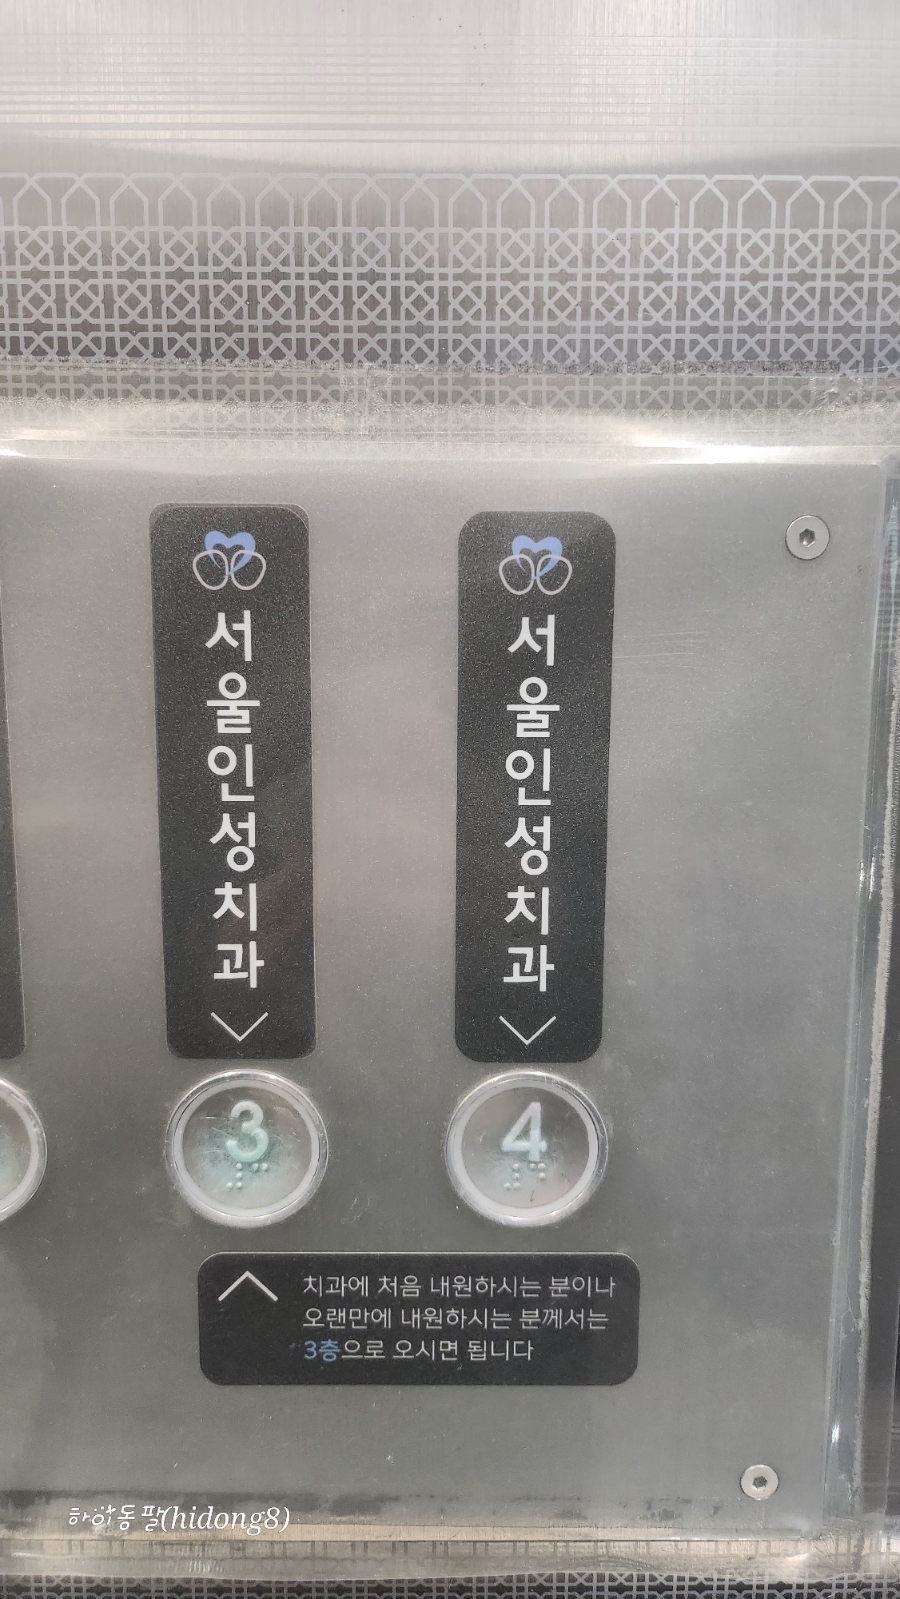 서울인성치과
서울인성치과
3
4
치과에 처음 내원하시는 분이나
오랜만에 내원하시는 분께서는
3층으로 오시면 됩니다
하이동팔(hidong8)